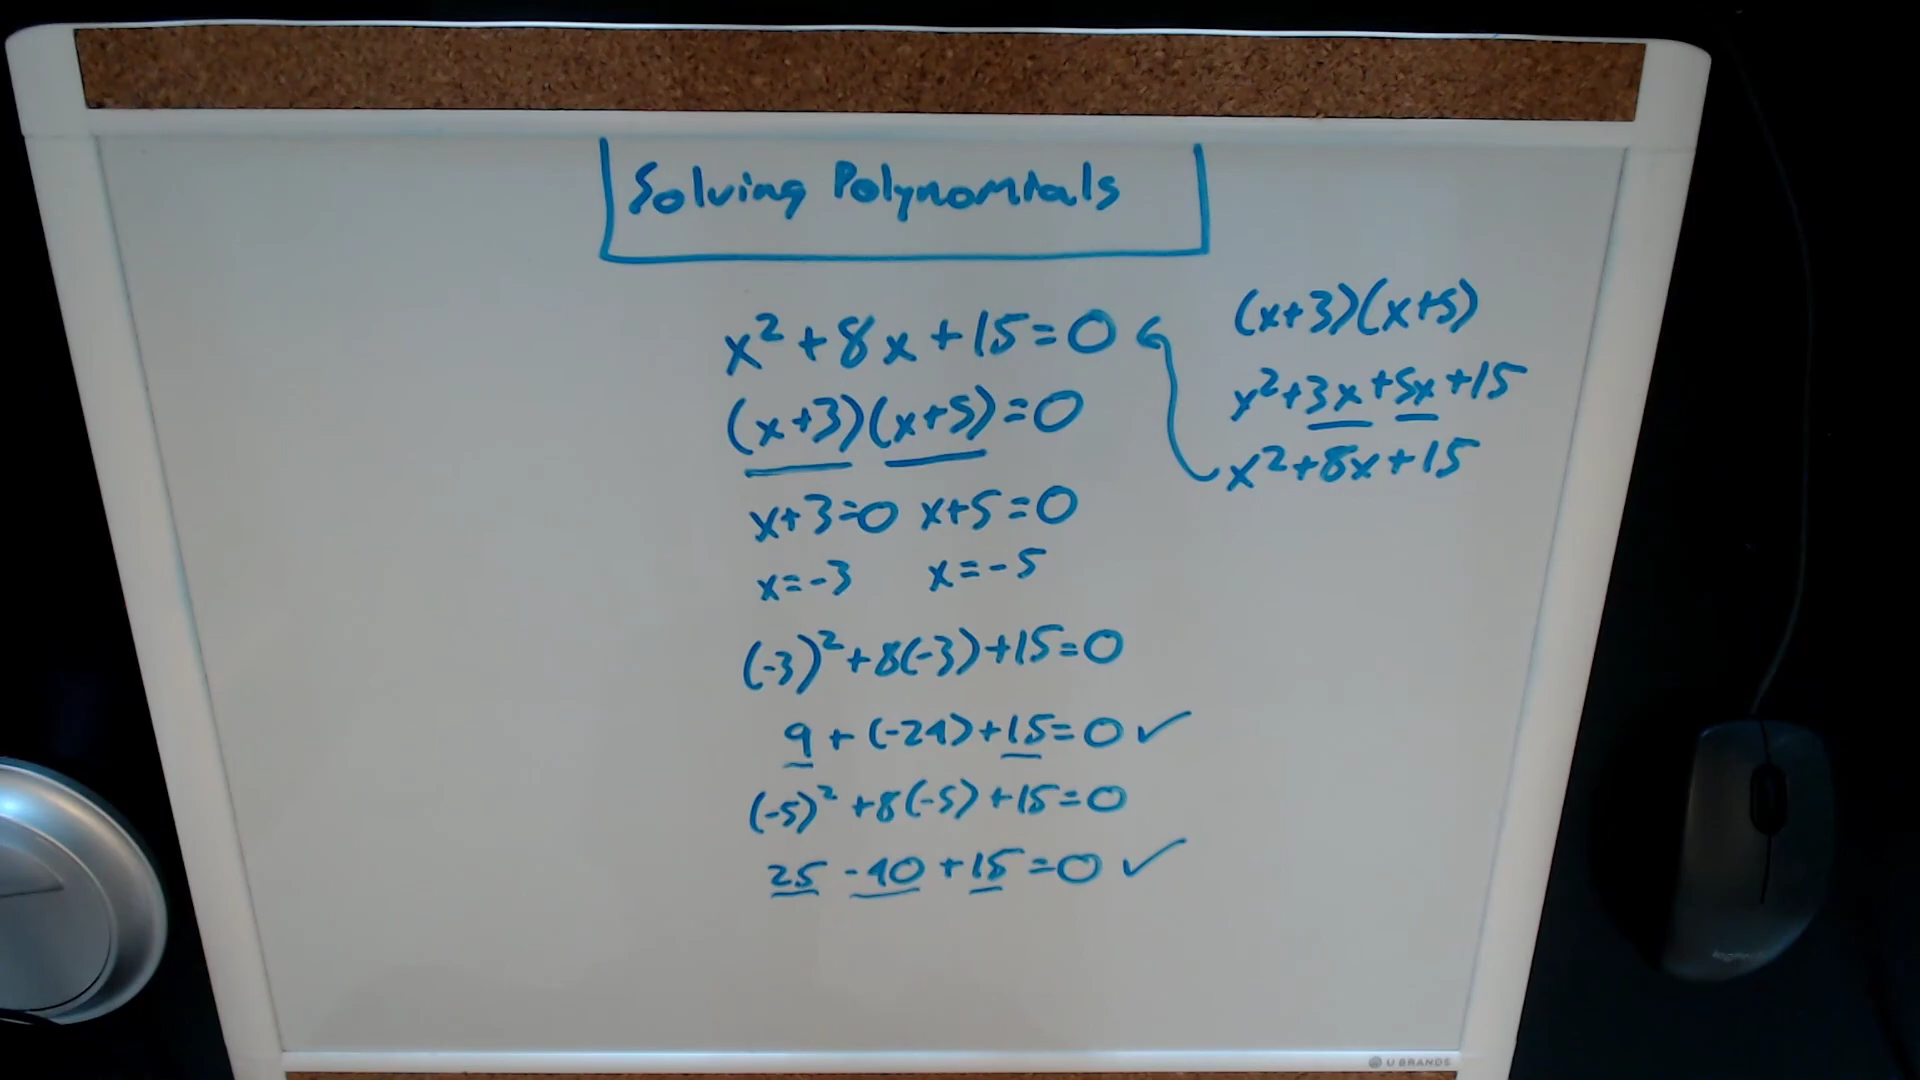 Solving Polynomials
x²+8x+15=0
(x+3)(x+5)=0
x+3=0 x+5=0
x=-3 x=-5
(-3)²+8(-3)+15=0
9+(-24)+15=0✓
(-5)²+8(-5)+15=0
25-40+15=0✓
(x+3)(x+5)
x²+3x+5x+15
x²+8x+15
U BRANDS